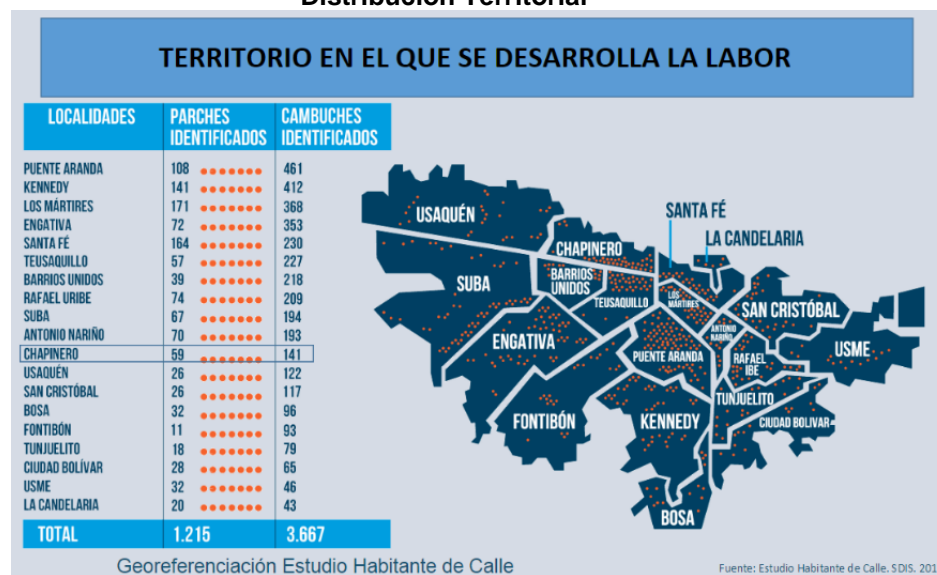 Distribución Territorial
TERRITORIO EN EL QUE SE DESARROLLA LA LABOR
LOCALIDADES PARCHES IDENTIFICADOS CAMBUCHES IDENTIFICADOS
PUENTE ARANDA 108 461
KENNEDY 141 412
LOS MÁRTIRES 171 368
ENGATIVA 72 353
SANTA FÉ 164 230
TEUSAQUILLO 57 227
BARRIOS UNIDOS 39 218
RAFAEL URIBE 74 209
SUBA 67 194
ANTONIO NARIÑO 70 193
CHAPINERO 59 141
USAQUÉN 26 122
SAN CRISTÓBAL 26 117
BOSA 32 96
FONTIBÓN 11 93
TUNJUELITO 18 79
CIUDAD BOLÍVAR 28 65
USME 32 46
LA CANDELARIA 20 43
TOTAL 1.215 3.667
USAQUÉN
SANTA FÉ
LA CANDELARIA
CHAPINERO
SUBA
BARRIOS
UNIDOS
TEUSAQUILLO
LOS
MÁRTIRES
SAN CRISTÓBAL
ENGATIVA
ANTONIO
NARIÑO
PUENTE ARANDA
RAFAEL
IBE
USME
TUNJUELITO
FONTIBÓN
KENNEDY
CIUDAD BOLIVAR
BOSA
Georeferenciación Estudio Habitante de Calle
Fuente: Estudio Habitante de Calle. SDIS. 201